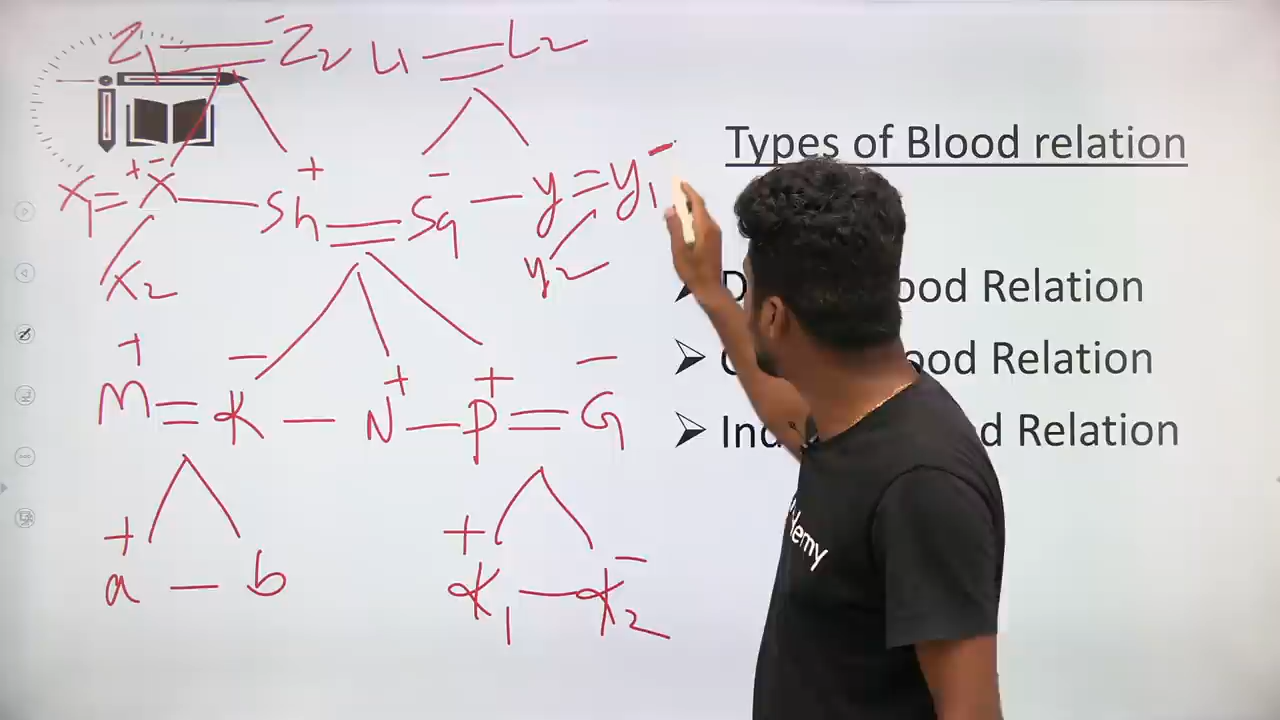 Z1 = Z2 L1 = L2
Types of Blood relation
+ - + - -
X1 = X — Sh = Sq — y = y1
x2 y2
ood Relation
ood Relation
+ - + + -
M = K — N — P = G
Ind d Relation
+ + -
a — b K1 — K2
demy